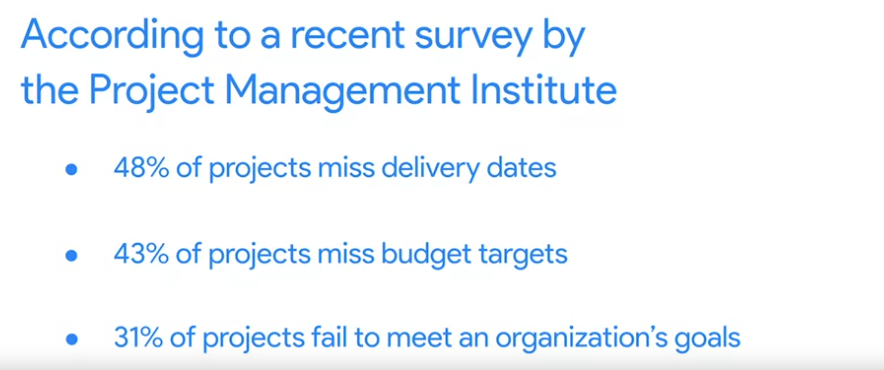 According to a recent survey by
the Project Management Institute
• 48% of projects miss delivery dates
• 43% of projects miss budget targets
• 31% of projects fail to meet an organization’s goals